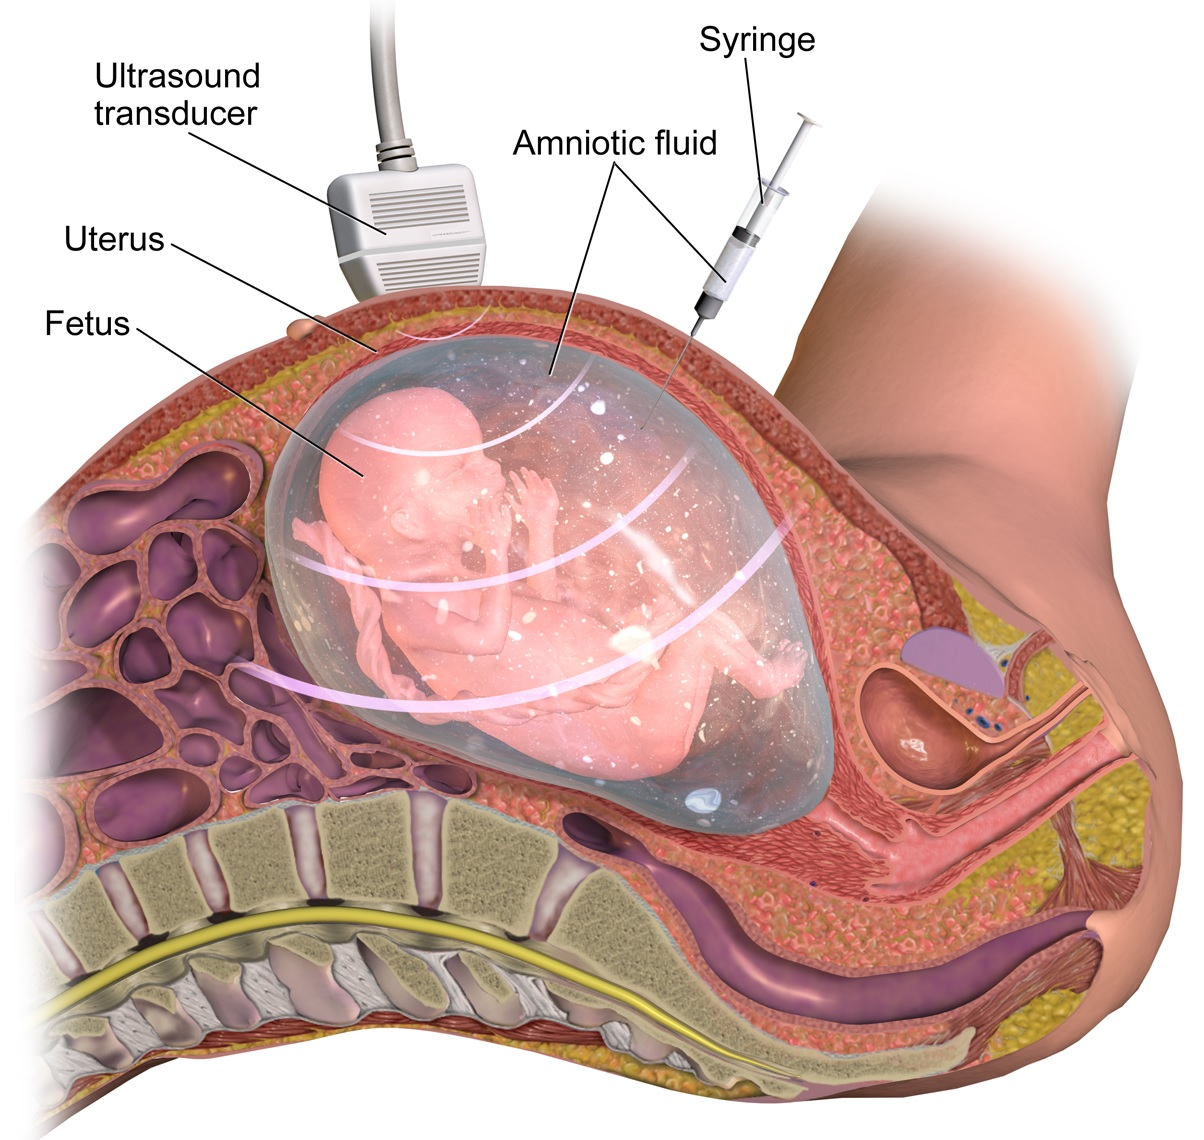 Syringe
Ultrasound
transducer
Amniotic fluid
Uterus
Fetus